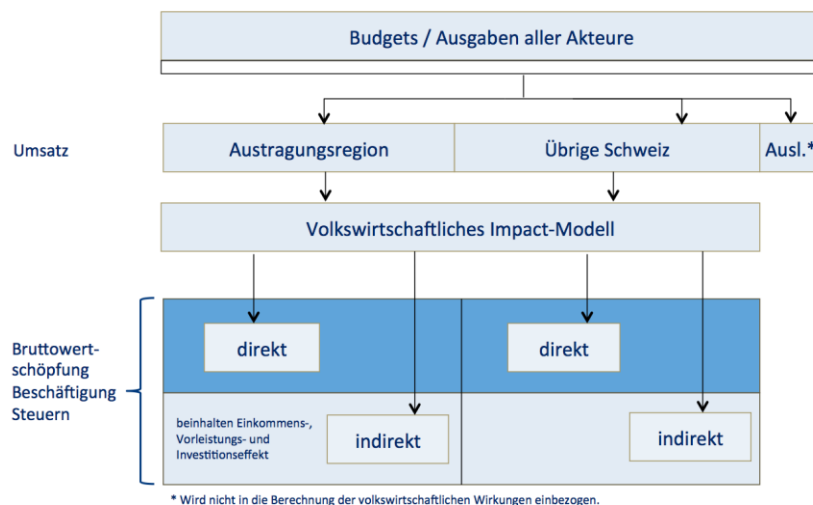 Budgets / Ausgaben aller Akteure
Umsatz
Austragungsregion
Übrige Schweiz
Ausl.*
Volkswirtschaftliches Impact-Modell
Bruttowert-
schöpfung
Beschäftigung
Steuern
direkt
direkt
beinhalten Einkommens-,
Vorleistungs- und
Investitionseffekt
indirekt
indirekt
* Wird nicht in die Berechnung der volkswirtschaftlichen Wirkungen einbezogen.